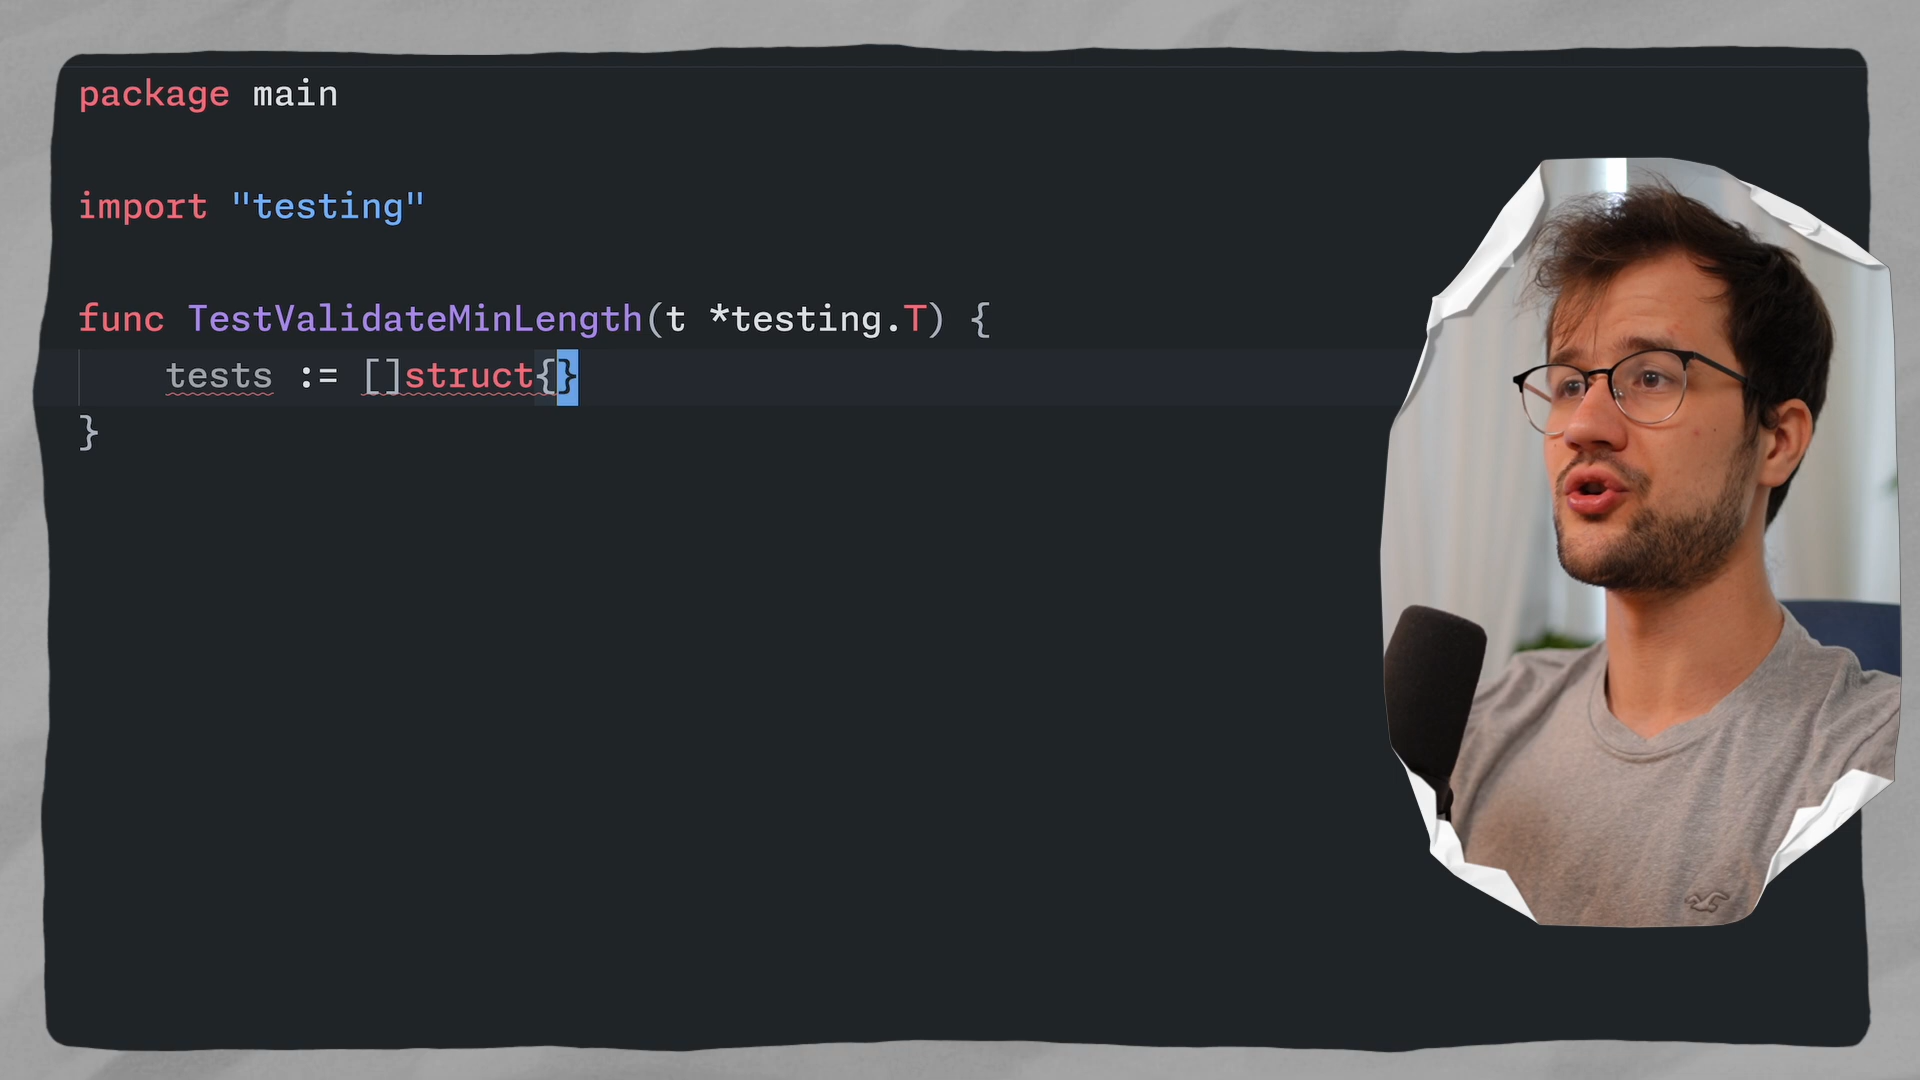 package main
import "testing"
func TestValidateMinLength(t *testing.T) {
tests := []struct{}
}